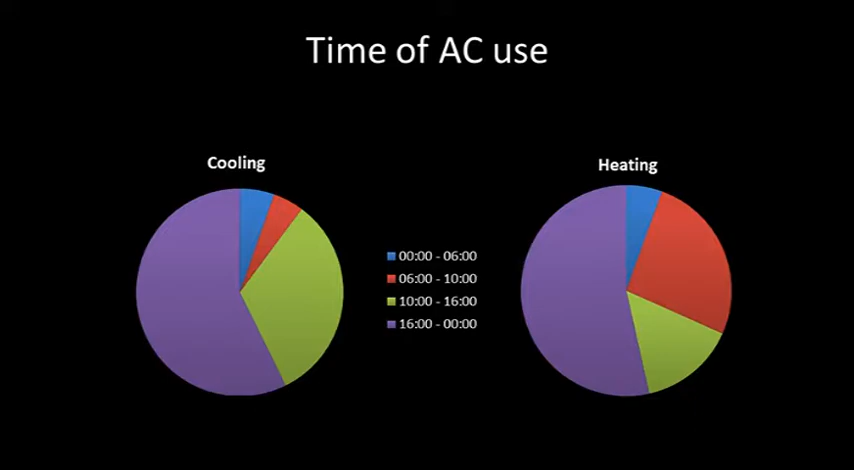 Time of AC use
Cooling
Heating
00:00 - 06:00
06:00 - 10:00
10:00 - 16:00
16:00 - 00:00